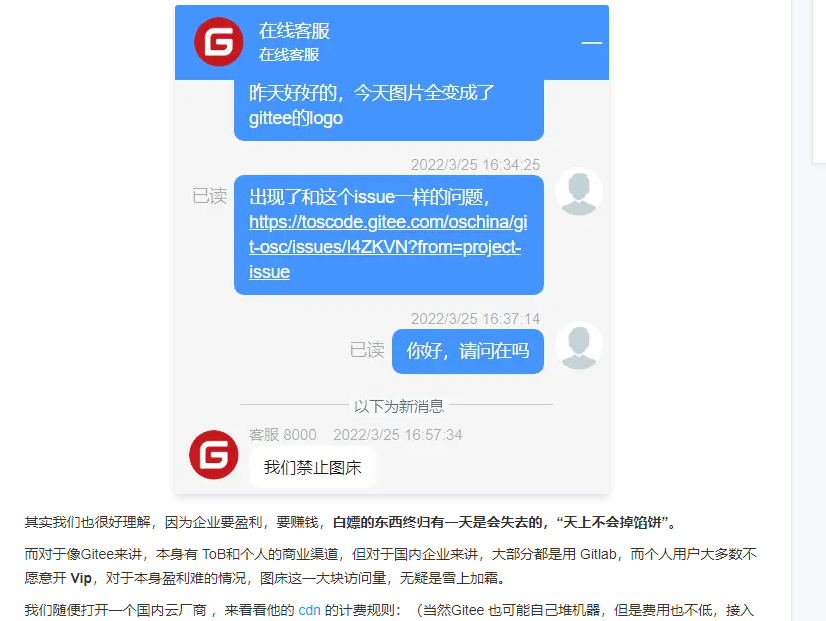 在线客服
在线客服
昨天好好的，今天图片全变成了
gittee的logo
2022/3/25 16:34:25
已读
出现了和这个issue一样的问题，
https://toscode.gitee.com/oschina/gi
t-osc/issues/I4ZKVN?from=project-
issue
2022/3/25 16:37:14
已读
你好，请问在吗
以下为新消息
客服 8000 2022/3/25 16:57:34
我们禁止图床
其实我们也很好理解，因为企业要盈利，要赚钱，白嫖的东西终归有一天是会失去的，“天上不会掉馅饼”。
而对于像Gitee来讲，本身有 ToB和个人的商业渠道，但对于国内企业来讲，大部分都是用 Gitlab，而个人用户大多数不
愿意开 Vip，对于本身盈利难的情况，图床这一大块访问量，无疑是雪上加霜。
我们随便打开一个国内云厂商 ，来看看他的 cdn 的计费规则：（当然Gitee 也可能自己堆机器，但是费用也不低，接入